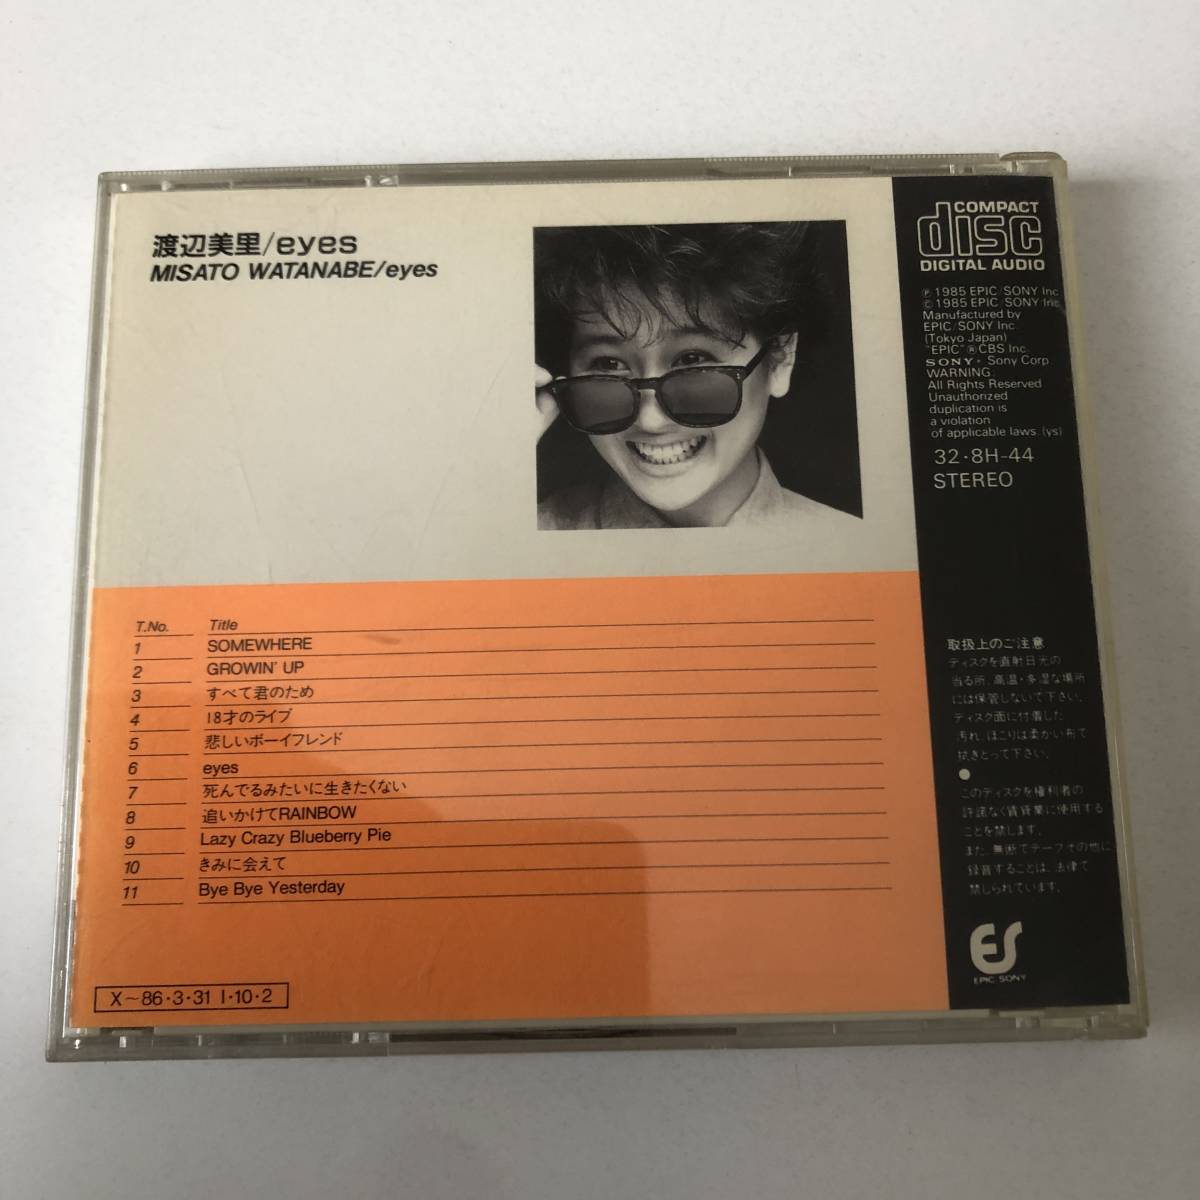 渡辺美里/eyes
MISATO WATANABE/eyes
COMPACT
disc
DIGITAL AUDIO
Ⓟ 1985 EPIC/SONY Inc
© 1985 EPIC/SONY Inc.
Manufactured by
EPIC/SONY Inc.
(Tokyo Japan)
"EPIC" ® CBS Inc.
SONY・Sony Corp.
WARNING:
All Rights Reserved
Unauthorized
duplication is
a violation
of applicable laws. (ys)
32・8H-44
STEREO
T.No. Title
1 SOMEWHERE
2 GROWIN' UP
3 すべて君のため
4 18才のライブ
5 悲しいボーイフレンド
6 eyes
7 死んでるみたいに生きたくない
8 追いかけてRAINBOW
9 Lazy Crazy Blueberry Pie
10 きみに会えて
11 Bye Bye Yesterday
取扱上のご注意
ディスクを直射日光の
当る所、高温・多湿な場所
には保管しないで下さい。
ディスク面に付着した
汚れ、ほこりは柔かい布で
拭きとって下さい。
●
このディスクを権利者の
許諾なく賃貸業に使用する
ことを禁じます。
また、無断でテープその他に
録音することは、法律で
禁じられています。
ES
EPIC SONY
X～86・3・31 I・10・2